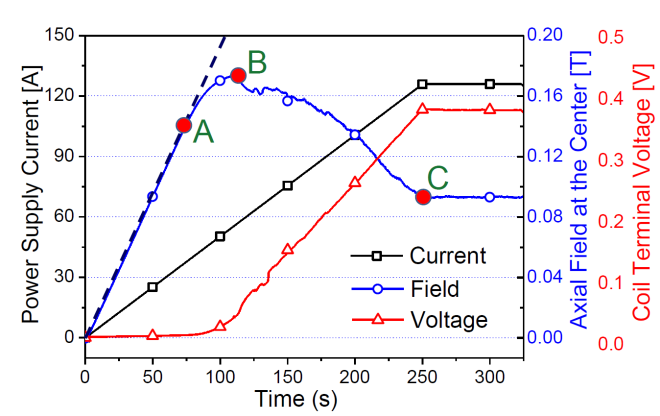 150
120
90
60
30
0
Power Supply Current [A]
0
50
100
150
200
250
300
Time (s)
0.20
0.16
0.12
0.08
0.04
0.00
Axial Field at the Center [T]
0.5
0.4
0.3
0.2
0.1
0.0
Coil Terminal Voltage [V]
A
B
C
Current
Field
Voltage